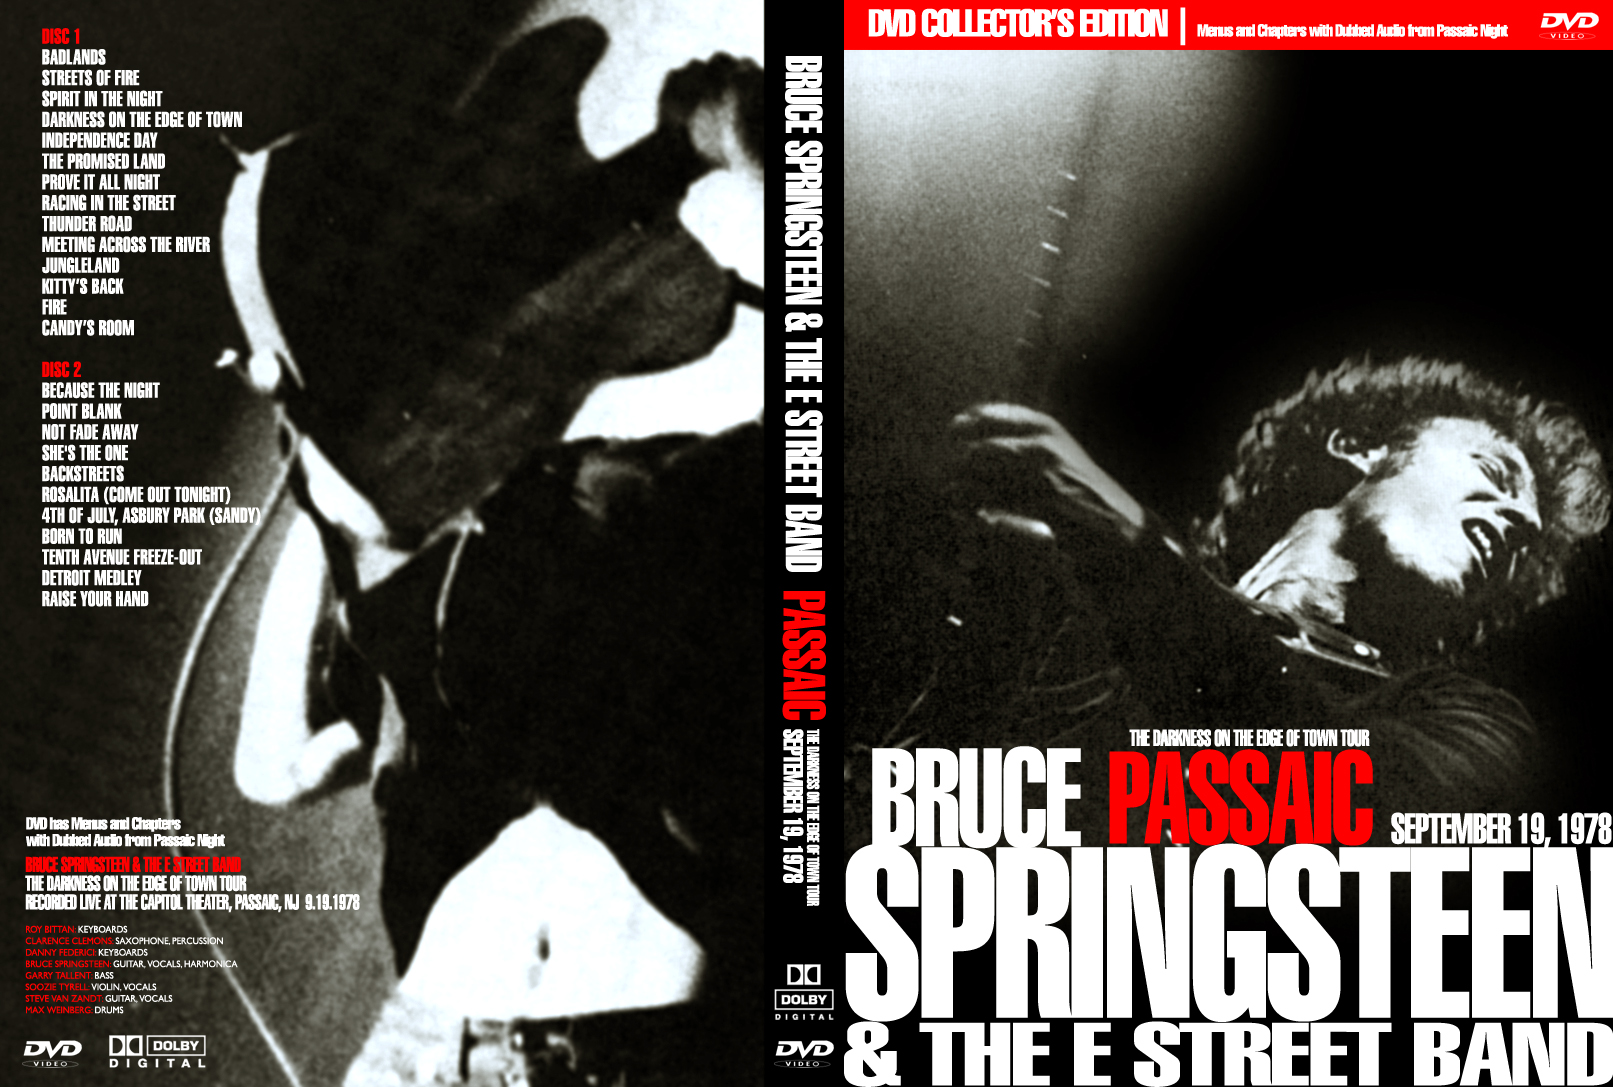 DISC 1
BADLANDS
STREETS OF FIRE
SPIRIT IN THE NIGHT
DARKNESS ON THE EDGE OF TOWN
INDEPENDENCE DAY
THE PROMISED LAND
PROVE IT ALL NIGHT
RACING IN THE STREET
THUNDER ROAD
MEETING ACROSS THE RIVER
JUNGLELAND
KITTY'S BACK
FIRE
CANDY'S ROOM
DISC 2
BECAUSE THE NIGHT
POINT BLANK
NOT FADE AWAY
SHE'S THE ONE
BACKSTREETS
ROSALITA (COME OUT TONIGHT)
4TH OF JULY, ASBURY PARK (SANDY)
BORN TO RUN
TENTH AVENUE FREEZE-OUT
DETROIT MEDLEY
RAISE YOUR HAND
DVD has Menus and Chapters
with Dubbed Audio from Passaic Night
BRUCE SPRINGSTEEN & THE E STREET BAND
THE DARKNESS ON THE EDGE OF TOWN TOUR
RECORDED LIVE AT THE CAPITOL THEATER, PASSAIC, NJ 9.19.1978
ROY BITTAN: KEYBOARDS
CLARENCE CLEMONS: SAXOPHONE, PERCUSSION
DANNY FEDERICI: KEYBOARDS
BRUCE SPRINGSTEEN: GUITAR, VOCALS, HARMONICA
GARRY TALLENT: BASS
SOOZIE TYRELL: VIOLIN, VOCALS
STEVE VAN ZANDT: GUITAR, VOCALS
MAX WEINBERG: DRUMS
DVD
VIDEO
DOLBY
DIGITAL
BRUCE SPRINGSTEEN & THE E STREET BAND PASSAIC
THE DARKNESS ON THE EDGE OF TOWN TOUR
SEPTEMBER 19, 1978
DOLBY
DIGITAL
DVD
VIDEO
DVD COLLECTOR'S EDITION | Menus and Chapters with Dubbed Audio from Passaic Night
DVD
VIDEO
THE DARKNESS ON THE EDGE OF TOWN TOUR
BRUCE PASSAIC SEPTEMBER 19, 1978
SPRINGSTEEN
& THE E STREET BAND